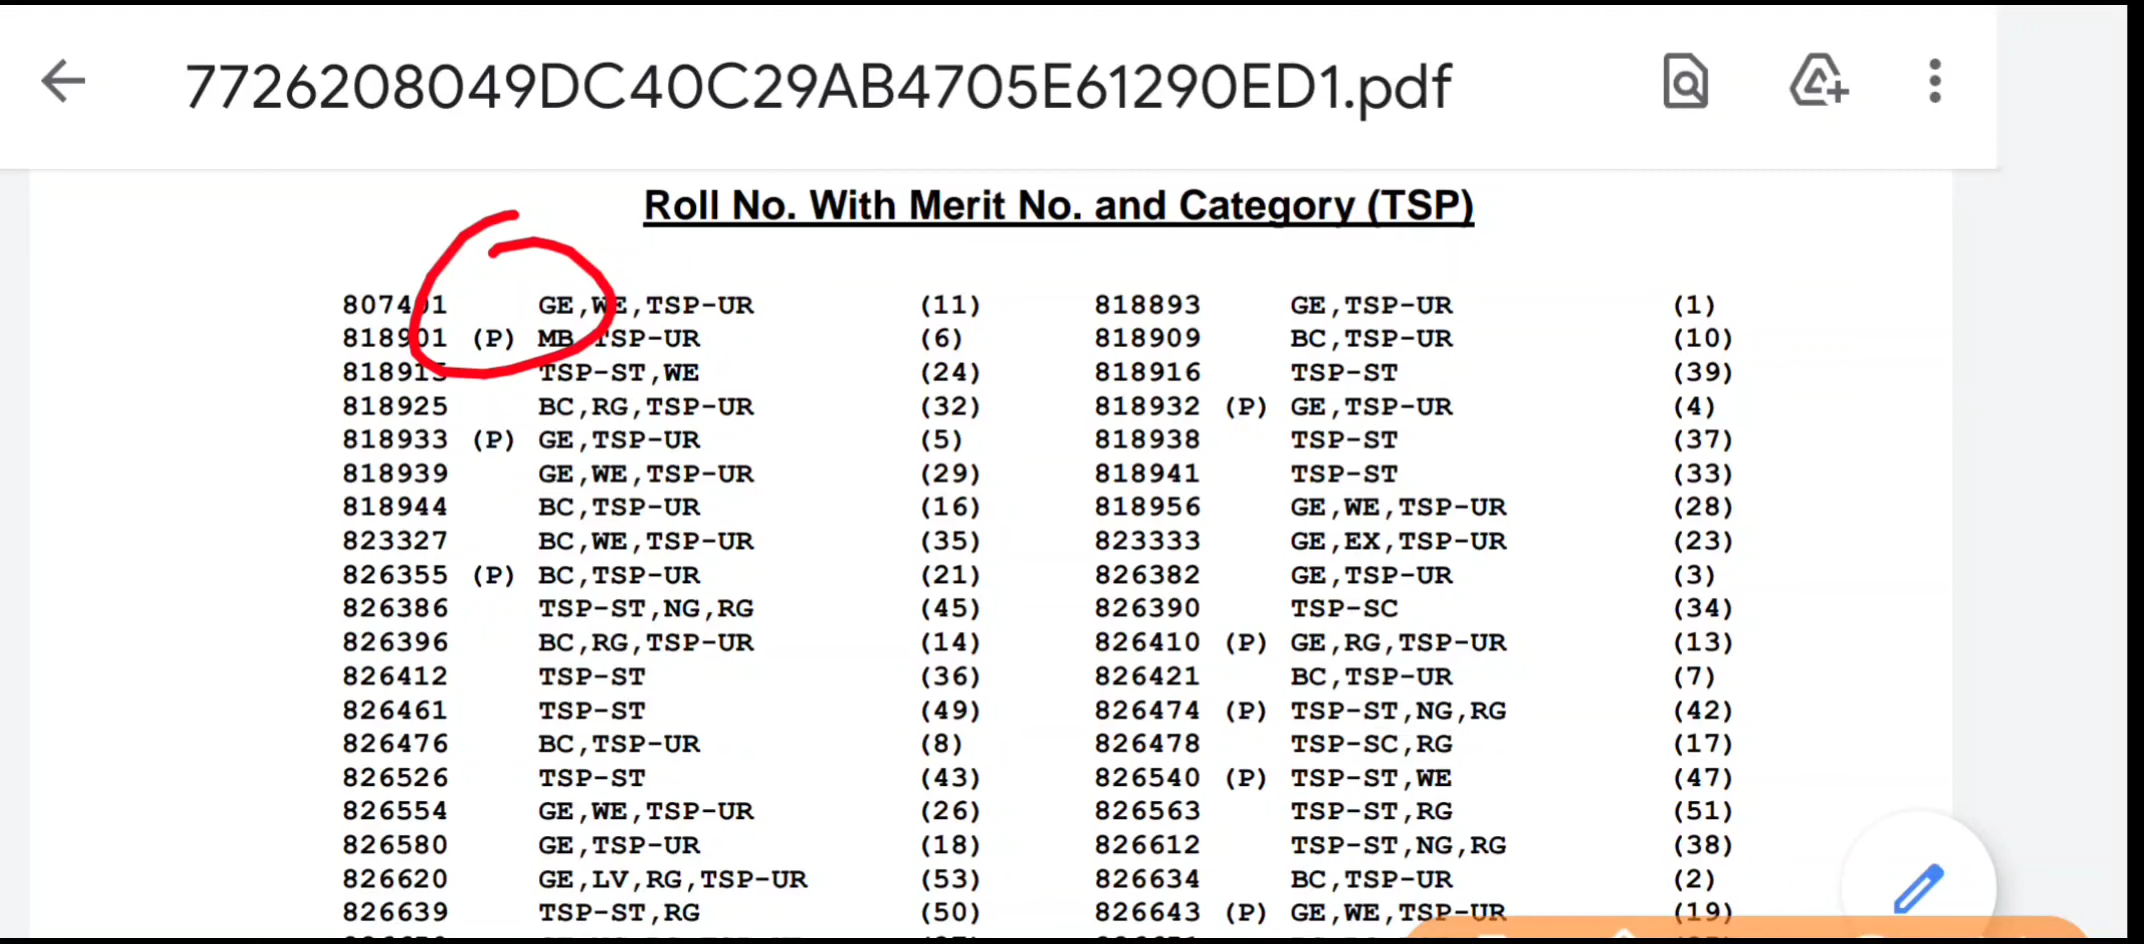 7726208049DC40C29AB4705E61290ED1.pdf
Roll No. With Merit No. and Category (TSP)
807401 GE,WE,TSP-UR (11) 818893 GE,TSP-UR (1)
818901 (P) MB,TSP-UR (6) 818909 BC,TSP-UR (10)
818915 TSP-ST,WE (24) 818916 TSP-ST (39)
818925 BC,RG,TSP-UR (32) 818932 (P) GE,TSP-UR (4)
818933 (P) GE,TSP-UR (5) 818938 TSP-ST (37)
818939 GE,WE,TSP-UR (29) 818941 TSP-ST (33)
818944 BC,TSP-UR (16) 818956 GE,WE,TSP-UR (28)
823327 BC,WE,TSP-UR (35) 823333 GE,EX,TSP-UR (23)
826355 (P) BC,TSP-UR (21) 826382 GE,TSP-UR (3)
826386 TSP-ST,NG,RG (45) 826390 TSP-SC (34)
826396 BC,RG,TSP-UR (14) 826410 (P) GE,RG,TSP-UR (13)
826412 TSP-ST (36) 826421 BC,TSP-UR (7)
826461 TSP-ST (49) 826474 (P) TSP-ST,NG,RG (42)
826476 BC,TSP-UR (8) 826478 TSP-SC,RG (17)
826526 TSP-ST (43) 826540 (P) TSP-ST,WE (47)
826554 GE,WE,TSP-UR (26) 826563 TSP-ST,RG (51)
826580 GE,TSP-UR (18) 826612 TSP-ST,NG,RG (38)
826620 GE,LV,RG,TSP-UR (53) 826634 BC,TSP-UR (2)
826639 TSP-ST,RG (50) 826643 (P) GE,WE,TSP-UR (19)